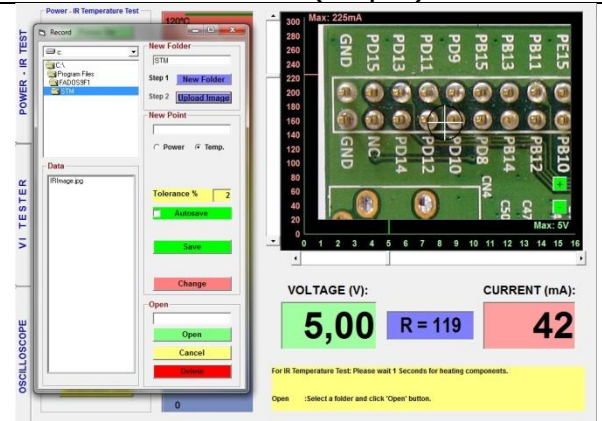 Power - IR Temperature Test
120°C
POWER - IR TEST
VI TESTER
OSCILLOSCOPE
Record
c:
C:\
Program Files
FADOS9F1
STM
Data
IRImage.jpg
New Folder
STM
Step 1 New Folder
Step 2 Upload Image
New Point
Power Temp.
Tolerance % 2
Autosave
Save
Change
Open
Open
Cancel
Delete
0
300
280
260
240
220
200
180
160
140
120
100
80
60
40
20
0
0 1 2 3 4 5 6 7 8 9 10 11 12 13 14 15 16
Max: 225mA
GND PD15 PD13 PD11 PD9 PB15 PB13 PB11 PE15
GND NC PD14 PD12 PD10 PB8 PB14 PB12 PB10
CN4
C50
C47
+
-
Max: 5V
VOLTAGE (V):
5,00
R = 119
CURRENT (mA):
42
For IR Temperature Test: Please wait 1 Seconds for heating components.
Open :Select a folder and click 'Open' button.